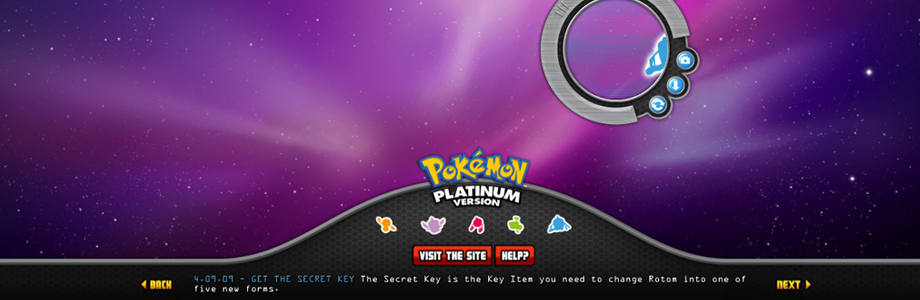 POKéMON
PLATINUM
VERSION
VISIT THE SITE HELP?
BACK
4.09.09 - GET THE SECRET KEY The Secret Key is the Key Item you need to change Rotom into one of
five new forms.
NEXT